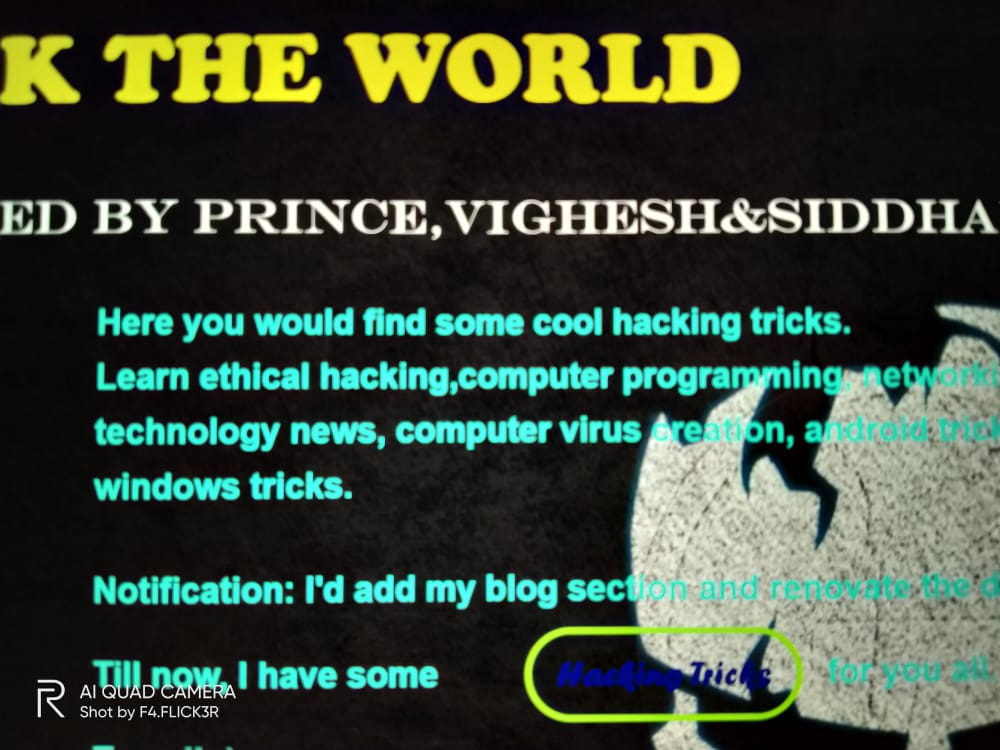 K THE WORLD
ED BY PRINCE,VIGHESH&SIDDHA
Here you would find some cool hacking tricks.
Learn ethical hacking,computer programming, networki
technology news, computer virus creation, android trick
windows tricks.
Notification: I'd add my blog section and renovate the d
Till now, I have some Hacking Tricks for you all
AI QUAD CAMERA
Shot by F4.FLICK3R